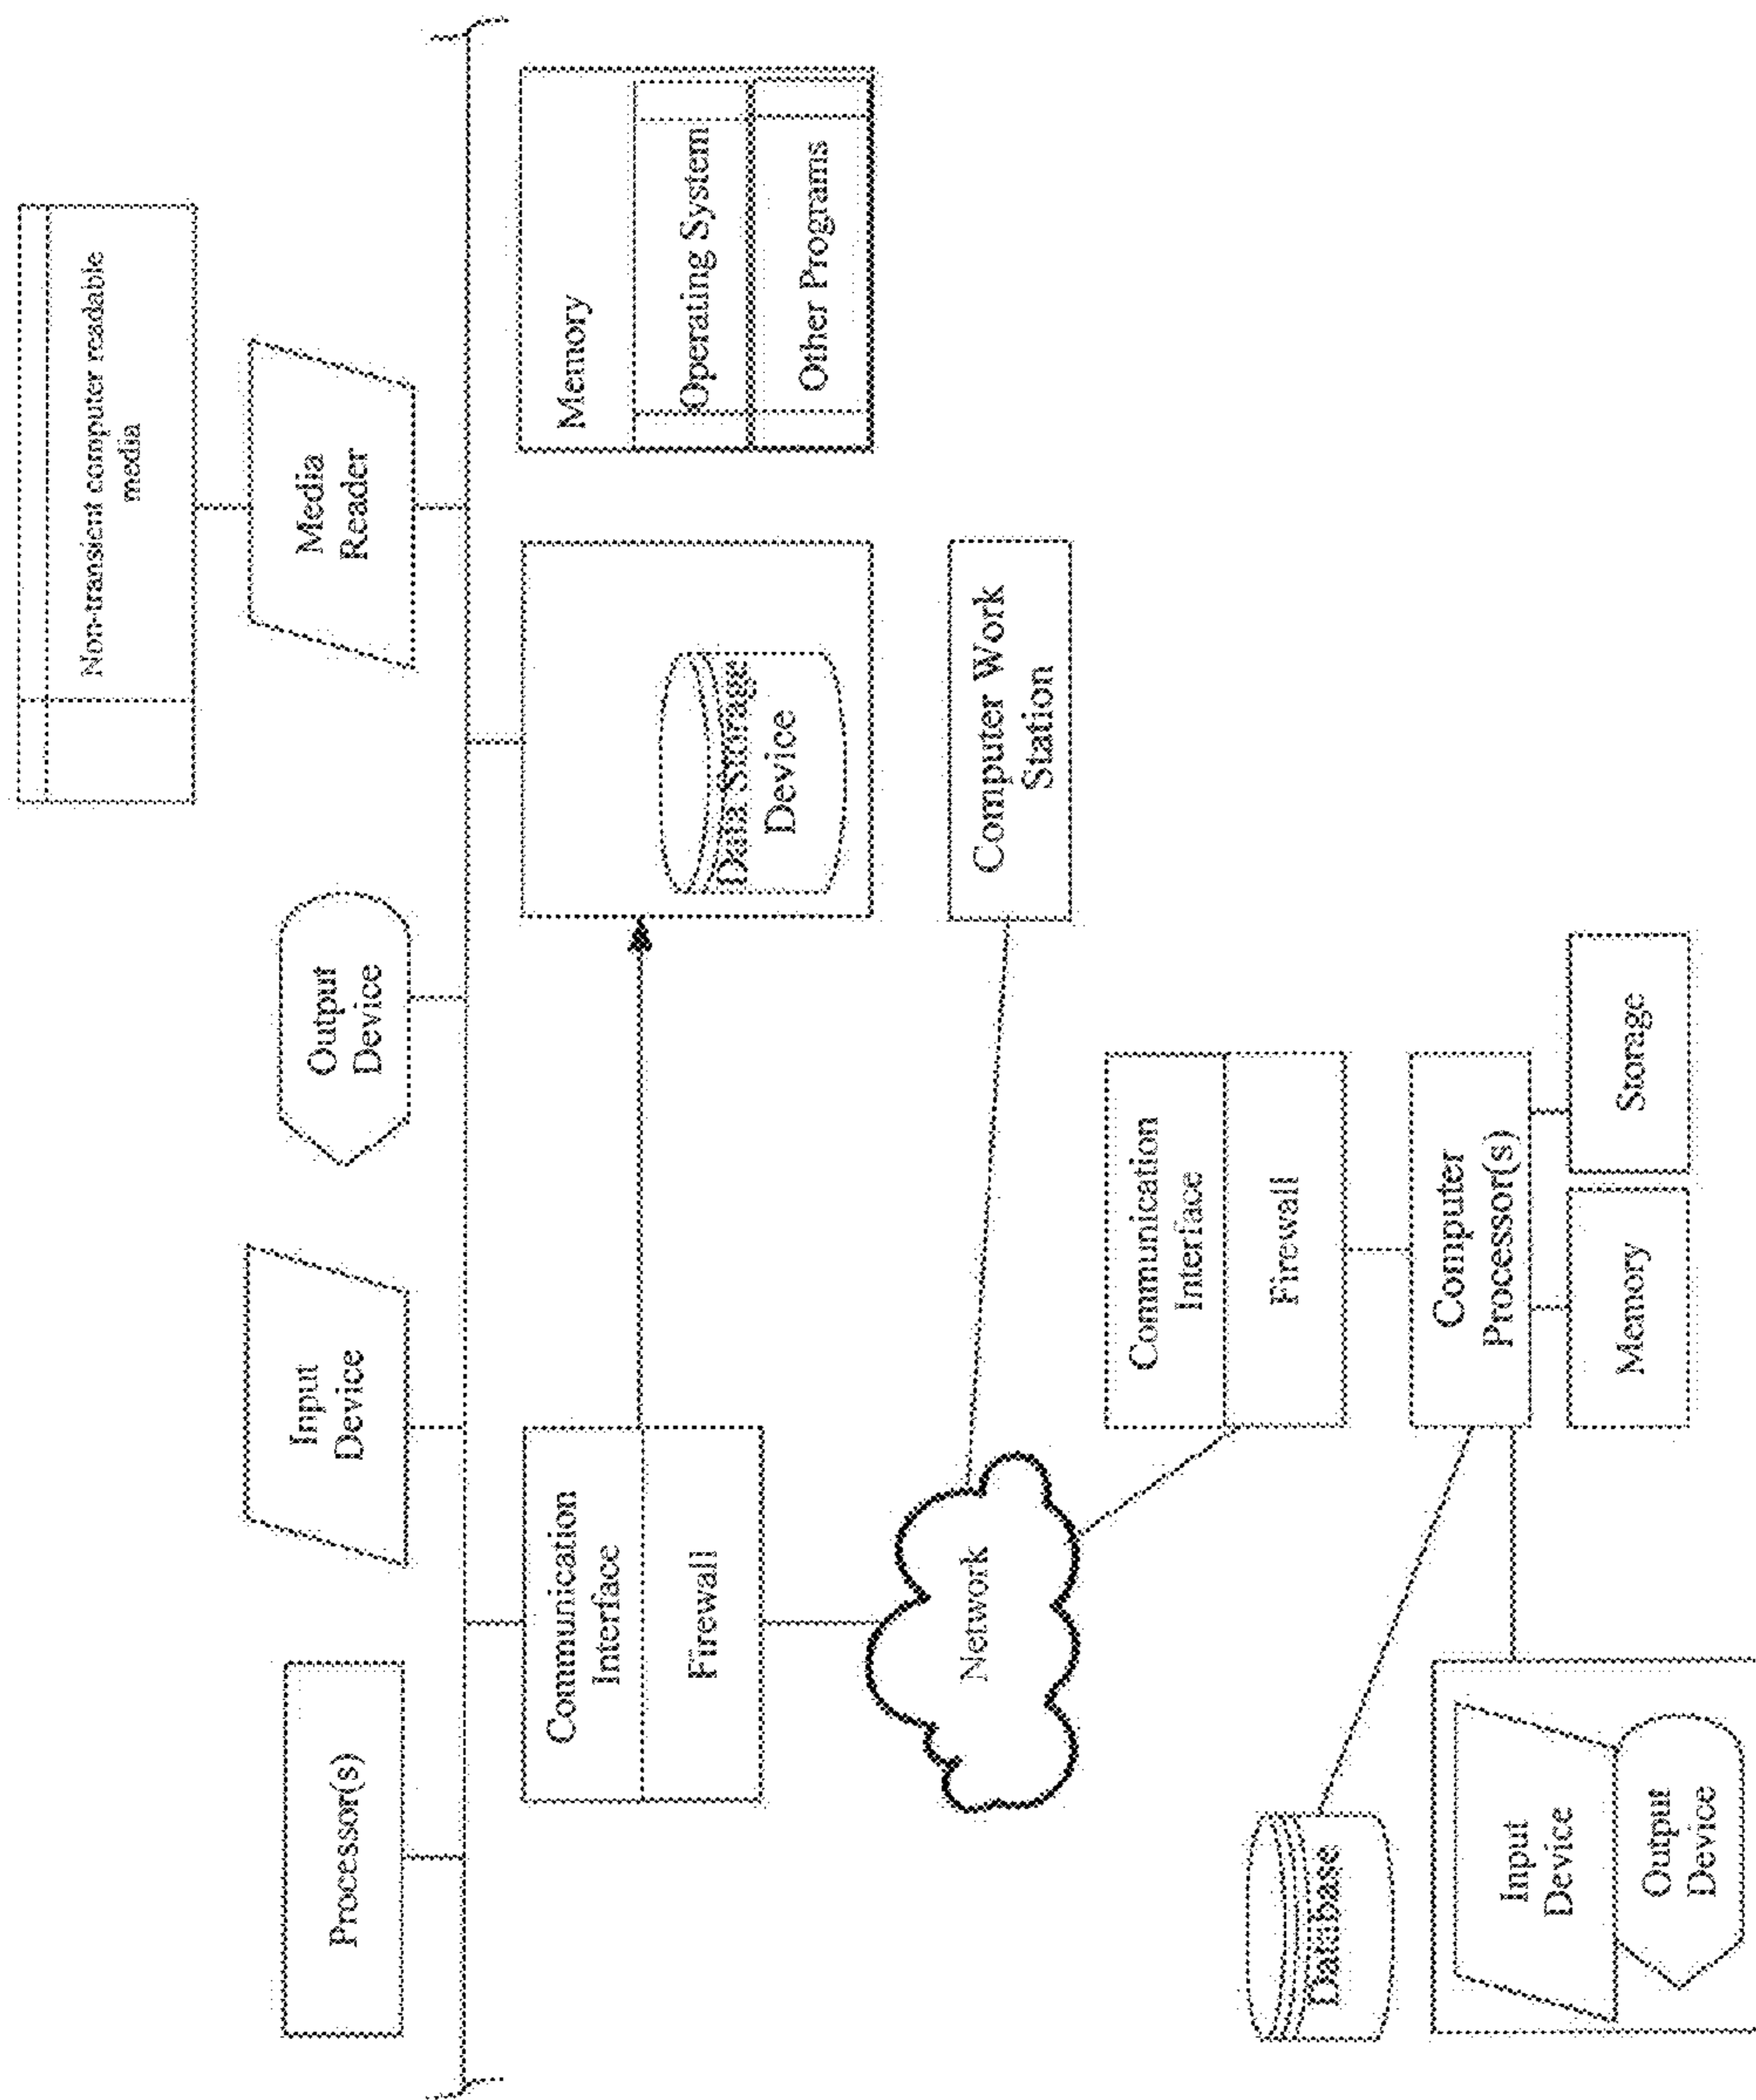 Non-transient computer readable
media
Processor(s)
Input
Device
Output
Device
Media
Reader
Communication
Interface
Firewall
Data Storage
Device
Memory
Operating System
Other Programs
Network
Computer Work
Station
Communication
Interface
Firewall
Database
Computer
Processor(s)
Input
Device
Output
Device
Memory
Storage